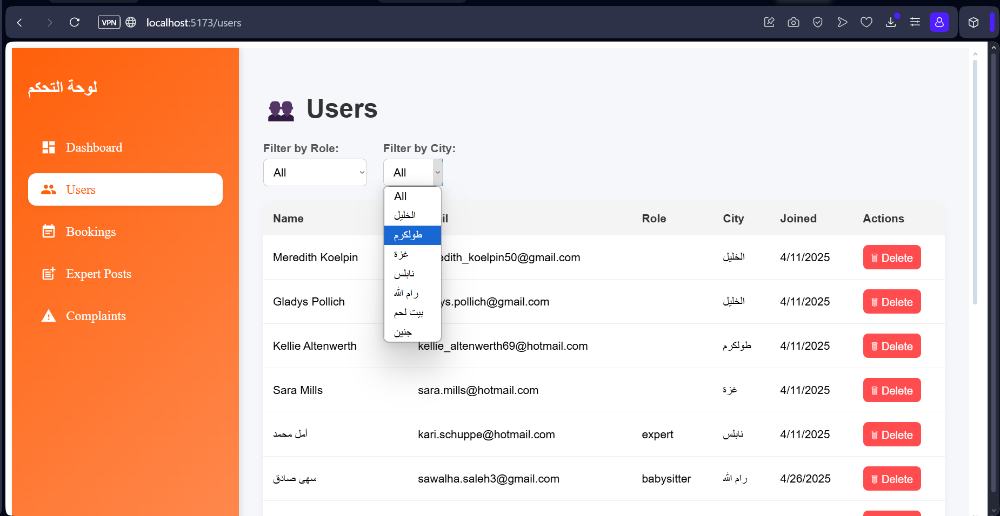 VPN localhost:5173/users
لوحة التحكم
Dashboard
Users
Bookings
Expert Posts
Complaints
Users
Filter by Role: Filter by City:
All All
All
الخليل
طولكرم
غزة
نابلس
رام الله
بيت لحم
جنين
Name Role City Joined Actions
Meredith Koelpin edith_koelpin50@gmail.com الخليل 4/11/2025 Delete
Gladys Pollich ys.pollich@gmail.com الخليل 4/11/2025 Delete
Kellie Altenwerth kellie_altenwerth69@hotmail.com طولكرم 4/11/2025 Delete
Sara Mills sara.mills@hotmail.com غزة 4/11/2025 Delete
أمل محمد kari.schuppe@hotmail.com expert نابلس 4/11/2025 Delete
سهى صادق sawalha.saleh3@gmail.com babysitter رام الله 4/26/2025 Delete